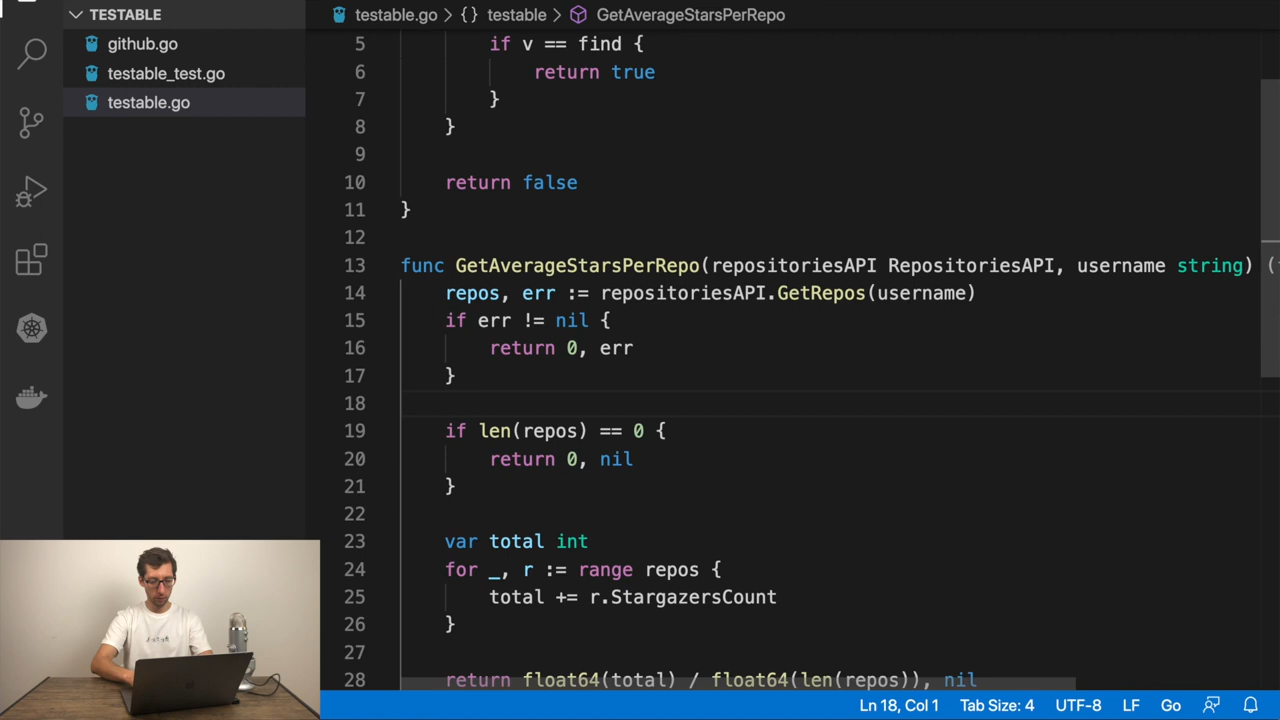 TESTABLE
github.go
testable_test.go
testable.go
testable.go > {} testable > GetAverageStarsPerRepo
5 if v == find {
6 return true
7 }
8 }
9
10 return false
11 }
12
13 func GetAverageStarsPerRepo(repositoriesAPI RepositoriesAPI, username string) (
14 repos, err := repositoriesAPI.GetRepos(username)
15 if err != nil {
16 return 0, err
17 }
18
19 if len(repos) == 0 {
20 return 0, nil
21 }
22
23 var total int
24 for _, r := range repos {
25 total += r.StargazersCount
26 }
27
28 return float64(total) / float64(len(repos)), nil
Ln 18, Col 1 Tab Size: 4 UTF-8 LF Go